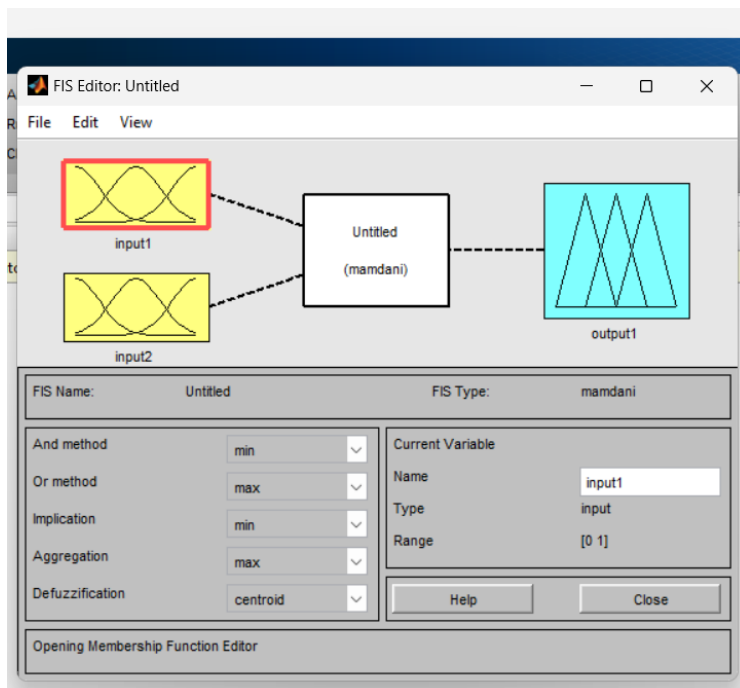 FIS Editor: Untitled
File Edit View
input1
Untitled
(mamdani)
input2
output1
FIS Name: Untitled FIS Type: mamdani
And method min
Or method max
Implication min
Aggregation max
Defuzzification centroid
Current Variable
Name input1
Type input
Range [0 1]
Help Close
Opening Membership Function Editor